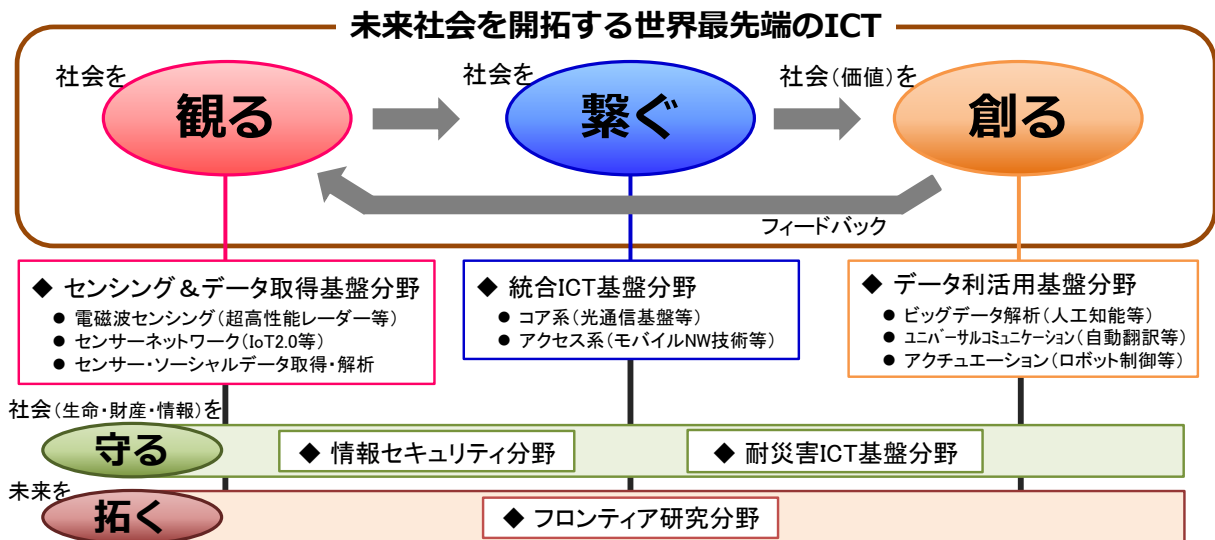 未来社会を開拓する世界最先端のICT
社会を
観る
社会を
繋ぐ
社会（価値）を
創る
フィードバック
◆ センシング＆データ取得基盤分野
● 電磁波センシング（超高性能レーダー等）
● センサーネットワーク（IoT2.0等）
● センサー・ソーシャルデータ取得・解析
◆ 統合ICT基盤分野
● コア系（光通信基盤等）
● アクセス系（モバイルNW技術等）
◆ データ利活用基盤分野
● ビッグデータ解析（人工知能等）
● ﾕﾆﾊﾞｰｻﾙｺﾐｭﾆｹｰｼｮﾝ（自動翻訳等）
● アクチュエーション（ロボット制御等）
社会（生命・財産・情報）を
守る
◆ 情報セキュリティ分野
◆ 耐災害ICT基盤分野
未来を
拓く
◆ フロンティア研究分野